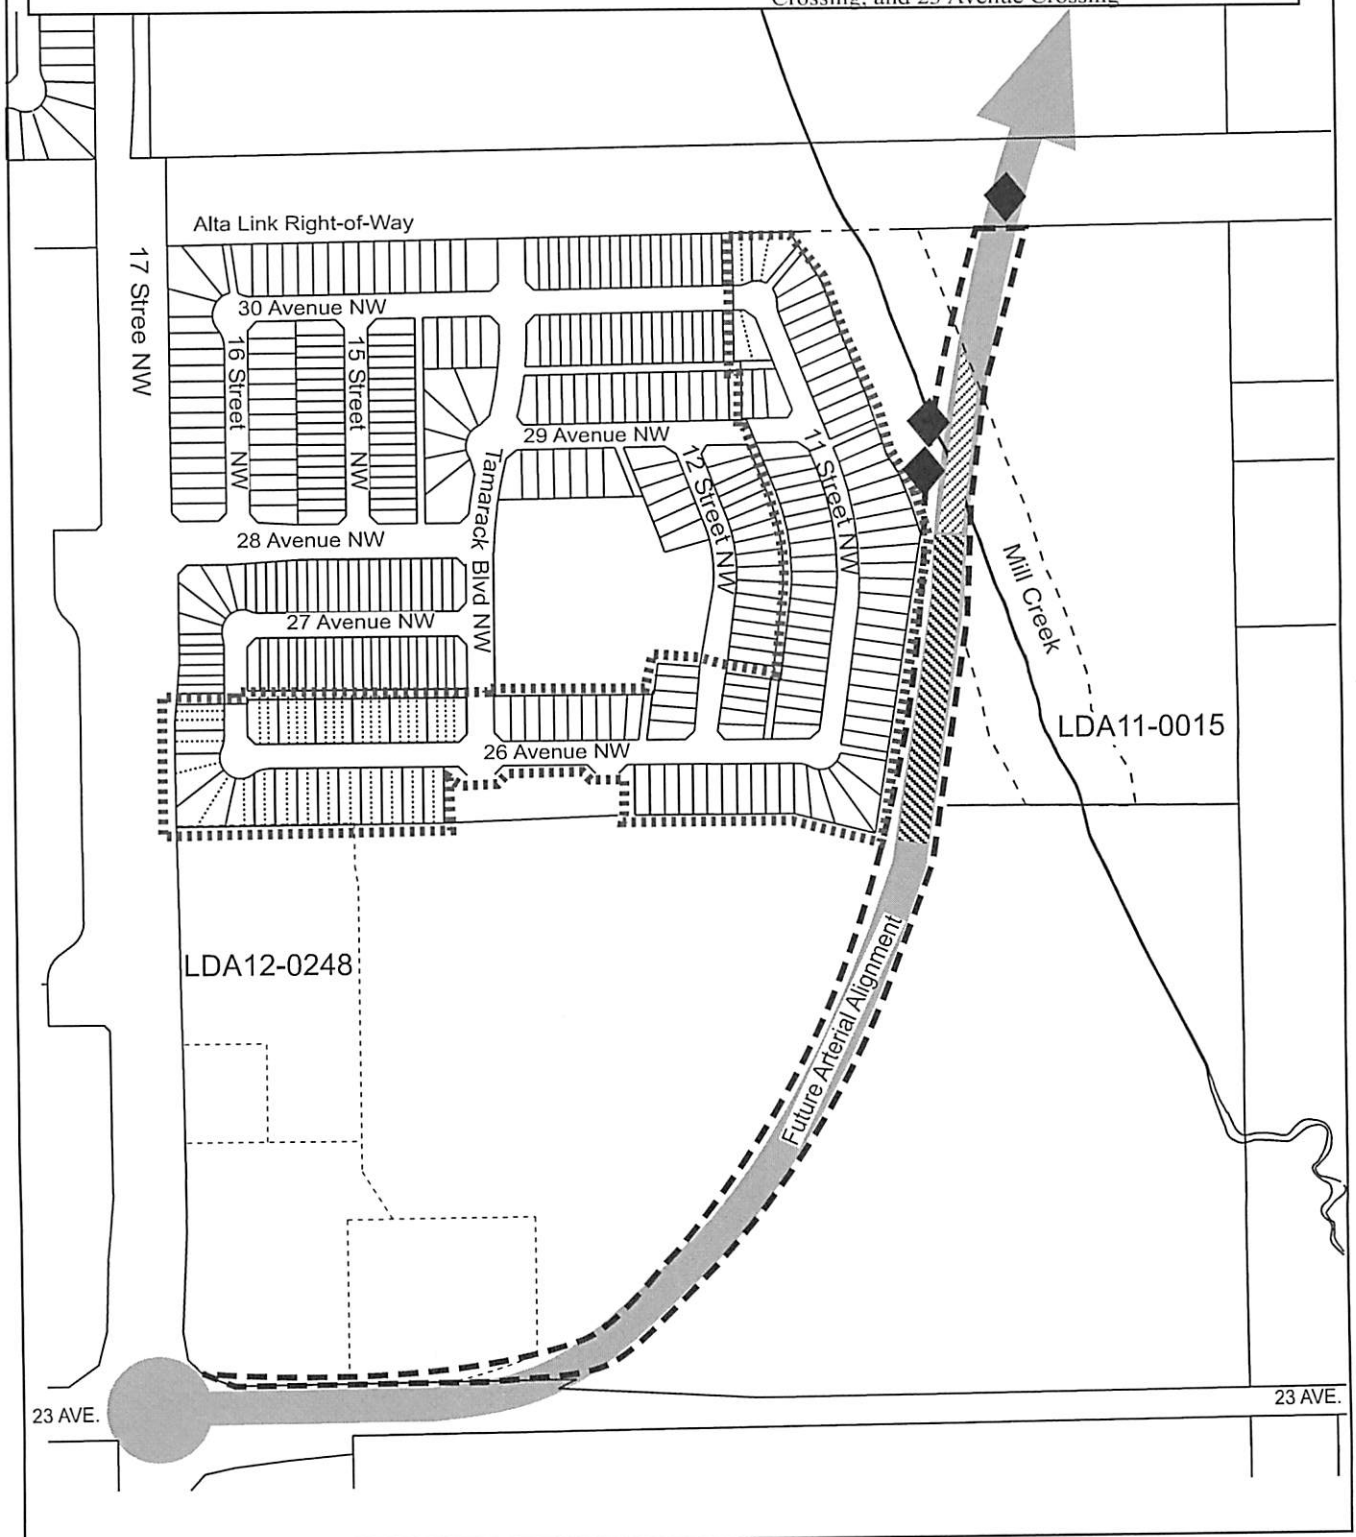 Crossing, and 23 Avenue Crossing
Alta Link Right-of-Way
17 Stree NW
30 Avenue NW
16 Street NW
15 Street NW
29 Avenue NW
12 Street NW
11 Street NW
Tamarack Blvd NW
28 Avenue NW
27 Avenue NW
Mill Creek
LDA11-0015
26 Avenue NW
LDA12-0248
Future Arterial Alignment
23 AVE.
23 AVE.